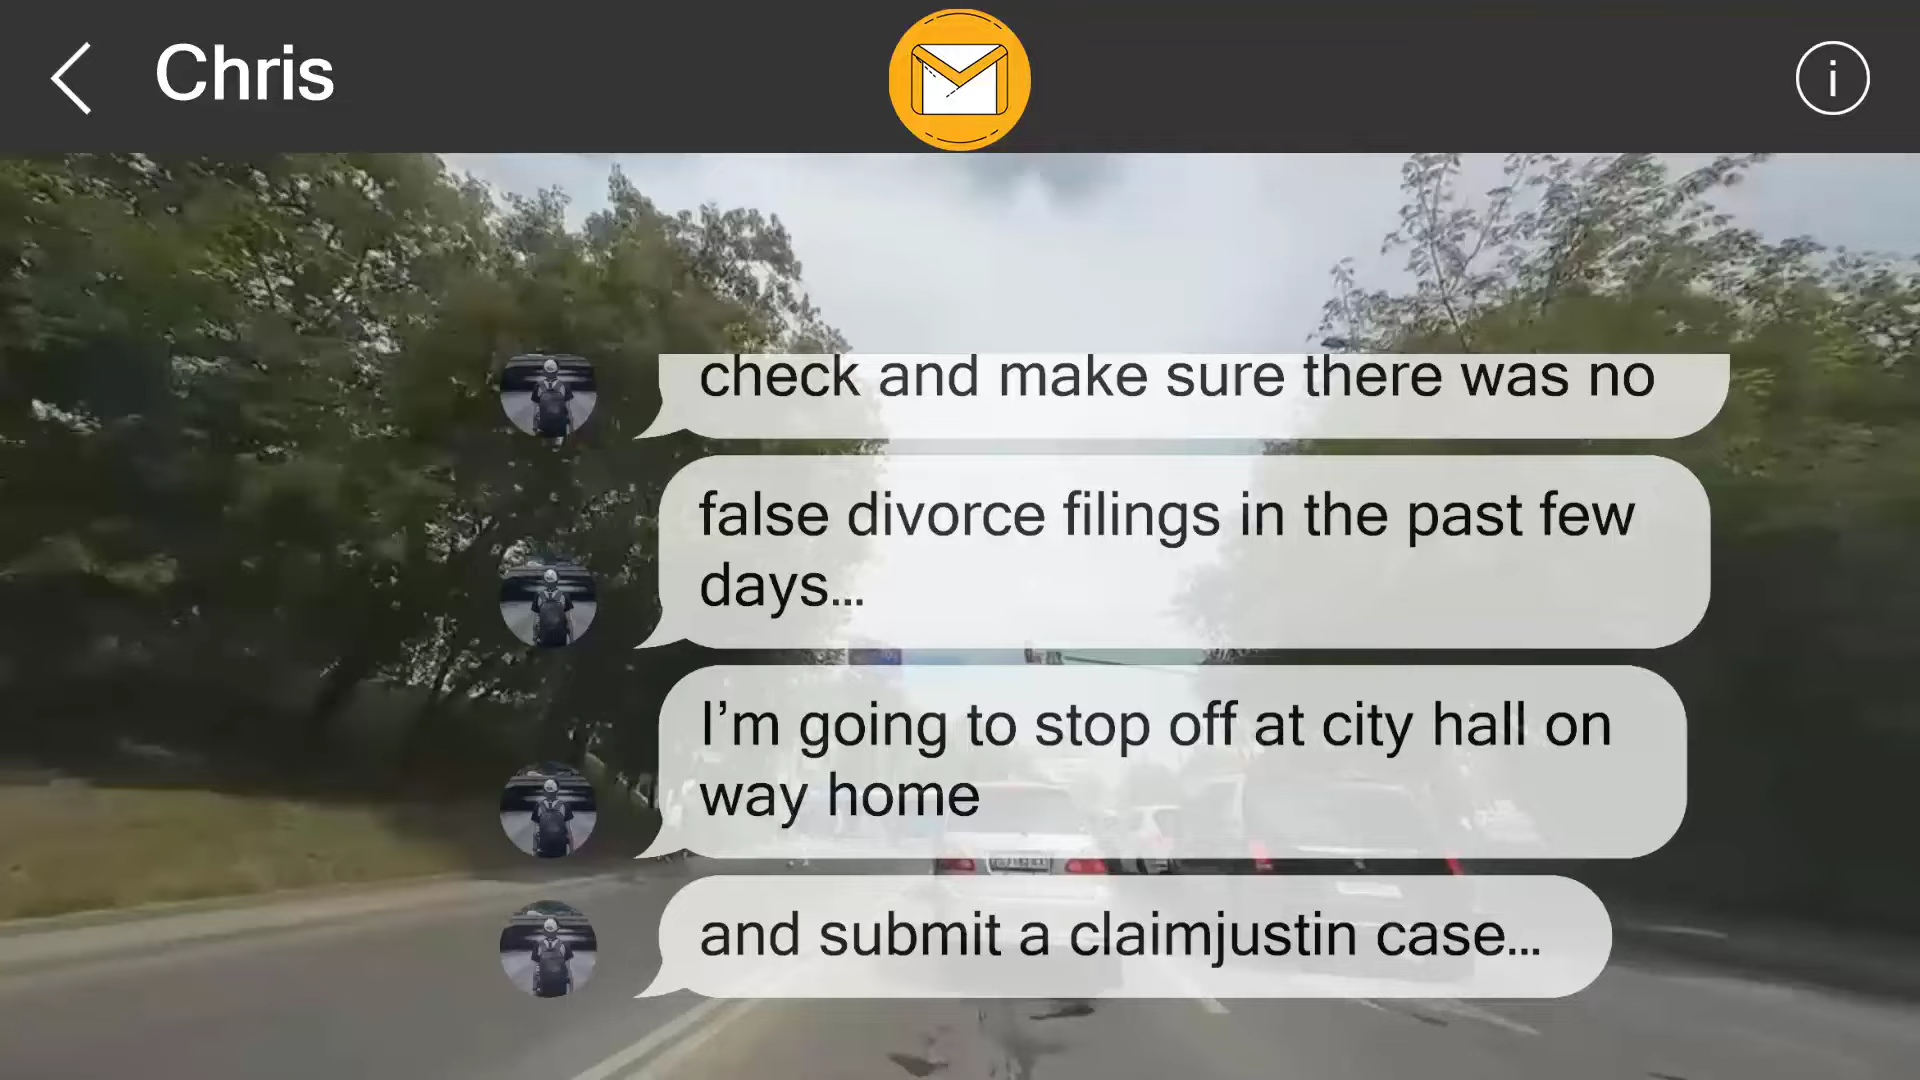 Chris
check and make sure there was no
false divorce filings in the past few
days...
I'm going to stop off at city hall on
way home
and submit a claimjustin case...